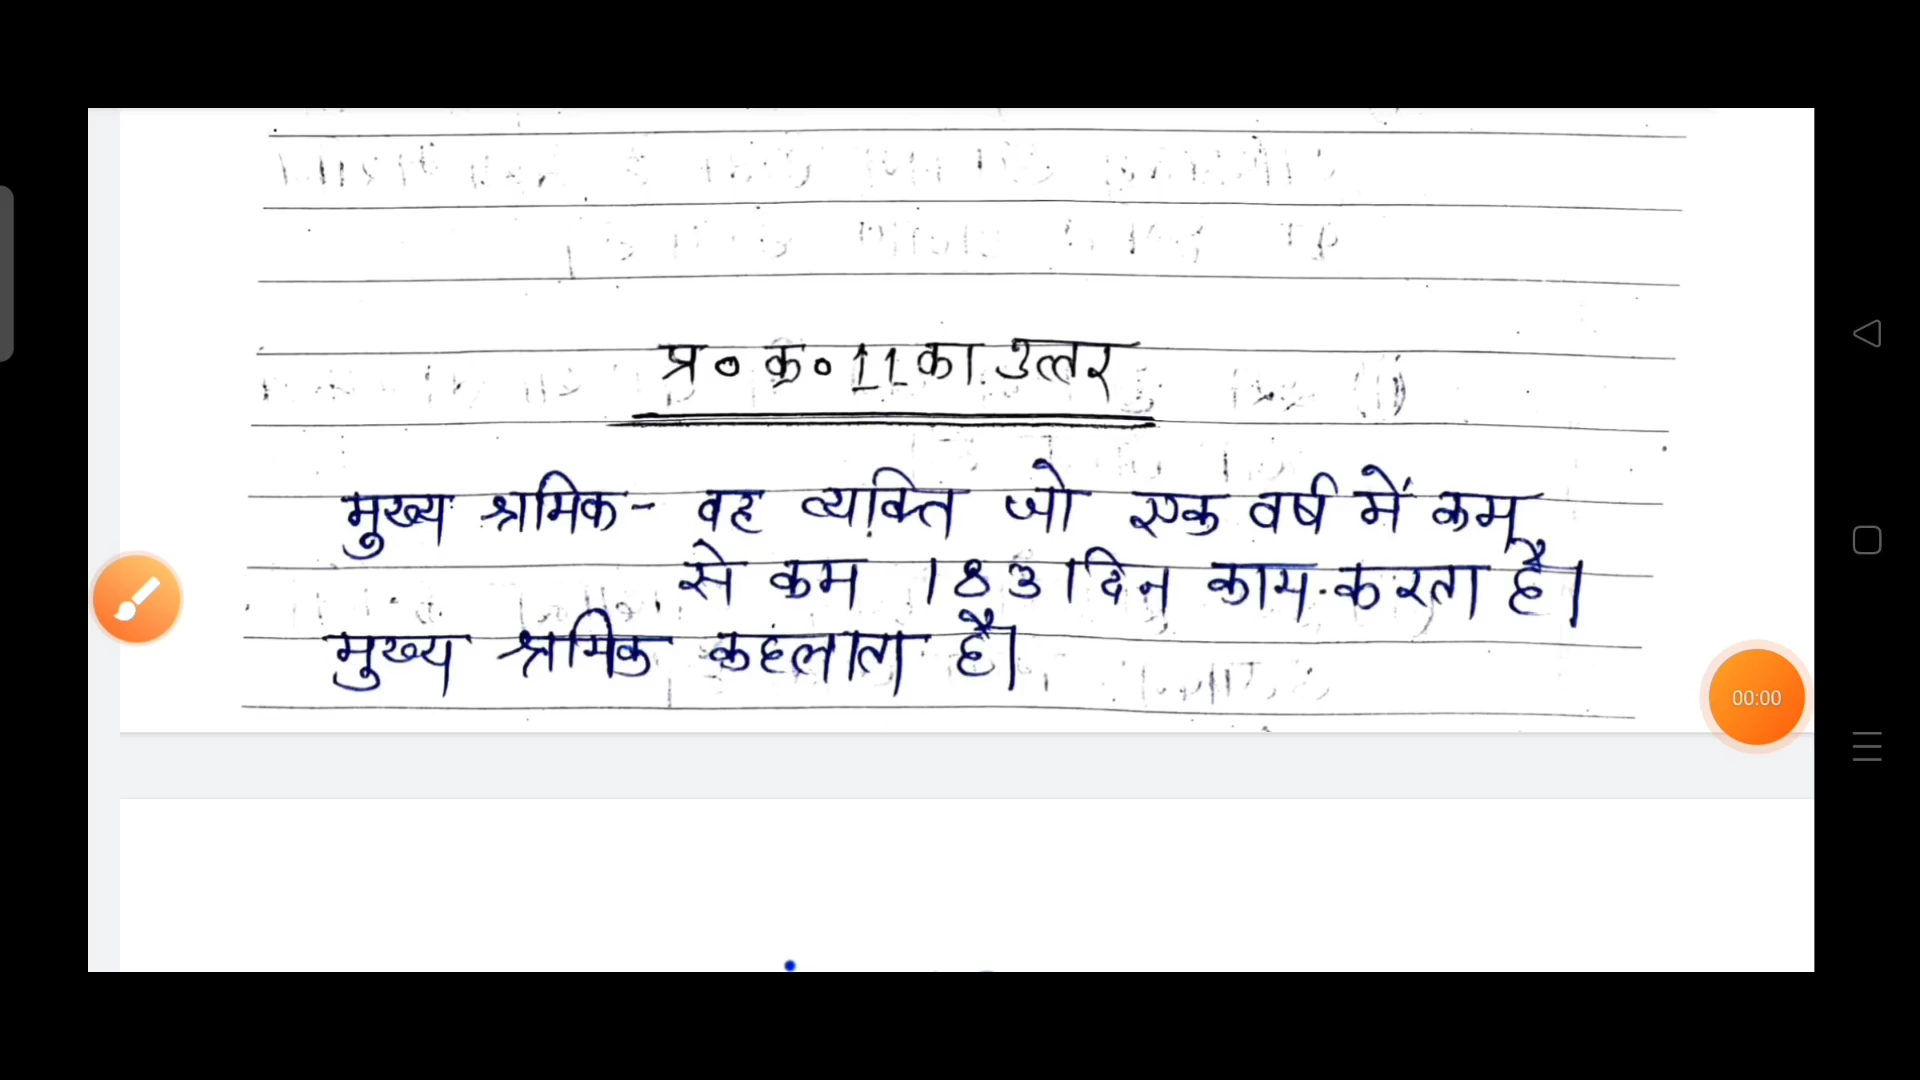 प्र० क्र० 11 का उत्तर
मुख्य श्रमिक - वह व्यक्ति जो एक वर्ष में कम
से कम 183 दिन काम करता है।
मुख्य श्रमिक कहलाता है।
00:00